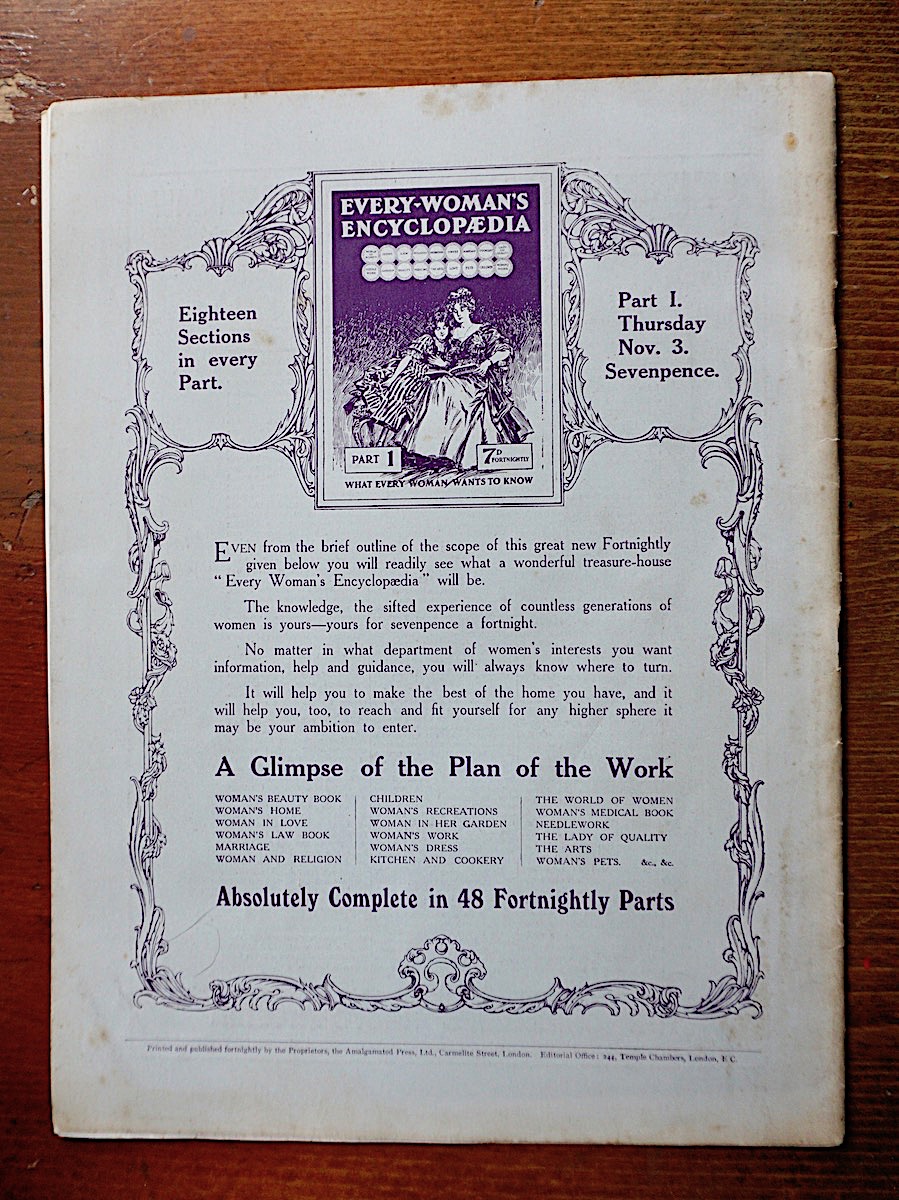 EVERY-WOMAN'S
ENCYCLOPÆDIA
PART 1
7D
FORTNIGHTLY
WHAT EVERY WOMAN WANTS TO KNOW
Eighteen
Sections
in every
Part.
Part I.
Thursday
Nov. 3.
Sevenpence.
EVEN from the brief outline of the scope of this great new Fortnightly
given below you will readily see what a wonderful treasure-house
"Every Woman's Encyclopædia" will be.
The knowledge, the sifted experience of countless generations of
women is yours—yours for sevenpence a fortnight.
No matter in what department of women's interests you want
information, help and guidance, you will always know where to turn.
It will help you to make the best of the home you have, and it
will help you, too, to reach and fit yourself for any higher sphere it
may be your ambition to enter.
A Glimpse of the Plan of the Work
WOMAN'S BEAUTY BOOK
WOMAN'S HOME
WOMAN IN LOVE
WOMAN'S LAW BOOK
MARRIAGE
WOMAN AND RELIGION
CHILDREN
WOMAN'S RECREATIONS
WOMAN IN HER GARDEN
WOMAN'S WORK
WOMAN'S DRESS
KITCHEN AND COOKERY
THE WORLD OF WOMEN
WOMAN'S MEDICAL BOOK
NEEDLEWORK
THE LADY OF QUALITY
THE ARTS
WOMAN'S PETS. &c., &c.
Absolutely Complete in 48 Fortnightly Parts
Printed and published fortnightly by the Proprietors, the Amalgamated Press, Ltd., Carmelite Street, London. Editorial Office: 244, Temple Chambers, London, E C.